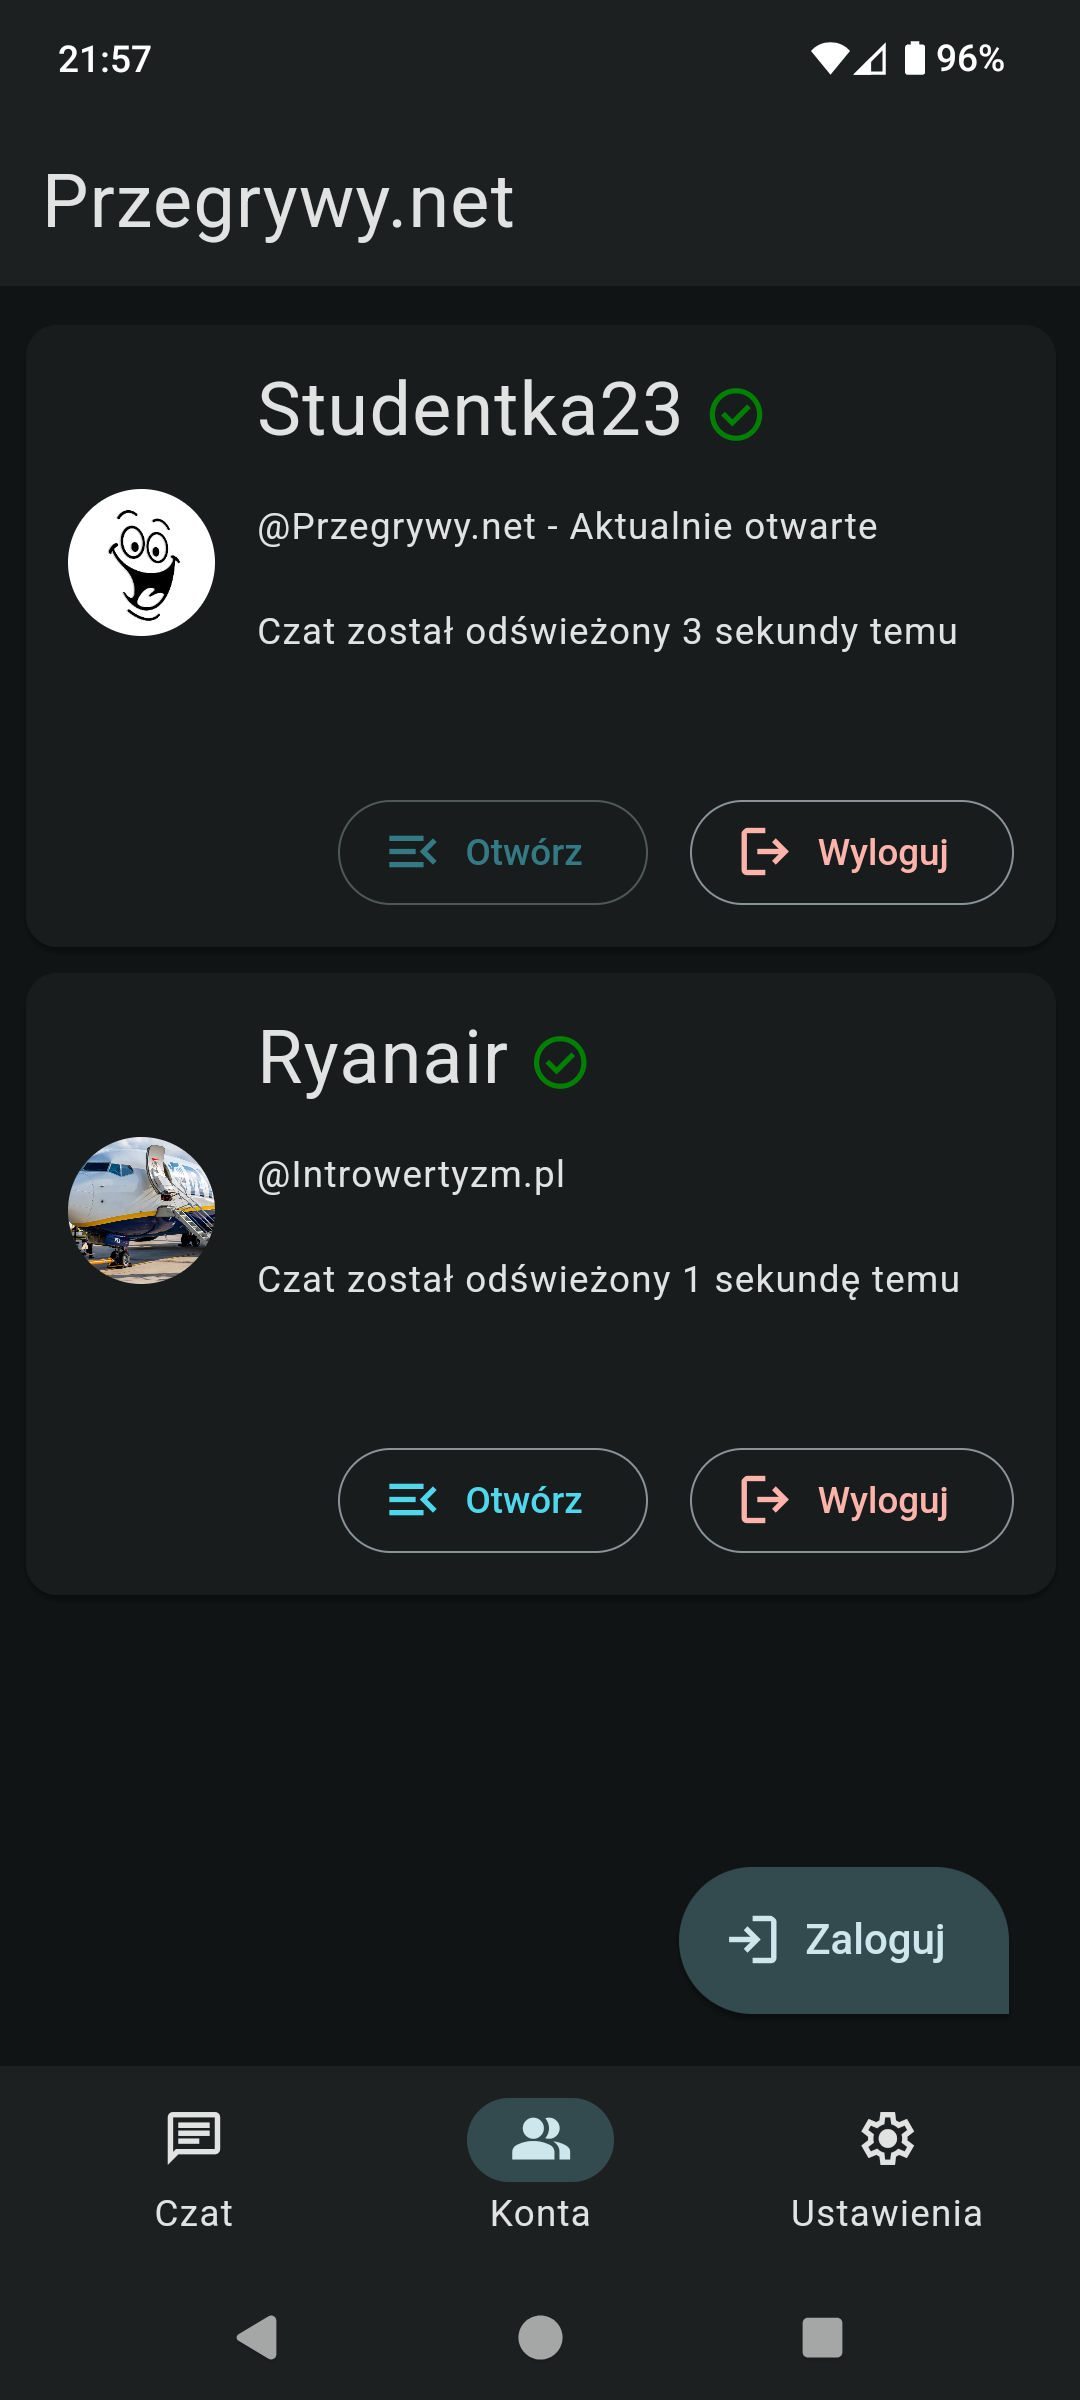 21:57
96%
Przegrywy.net
Studentka23
@Przegrywy.net - Aktualnie otwarte
Czat został odświeżony 3 sekundy temu
Otwórz
Wyloguj
Ryanair
@Introwertyzm.pl
Czat został odświeżony 1 sekundę temu
Otwórz
Wyloguj
Zaloguj
Czat
Konta
Ustawienia